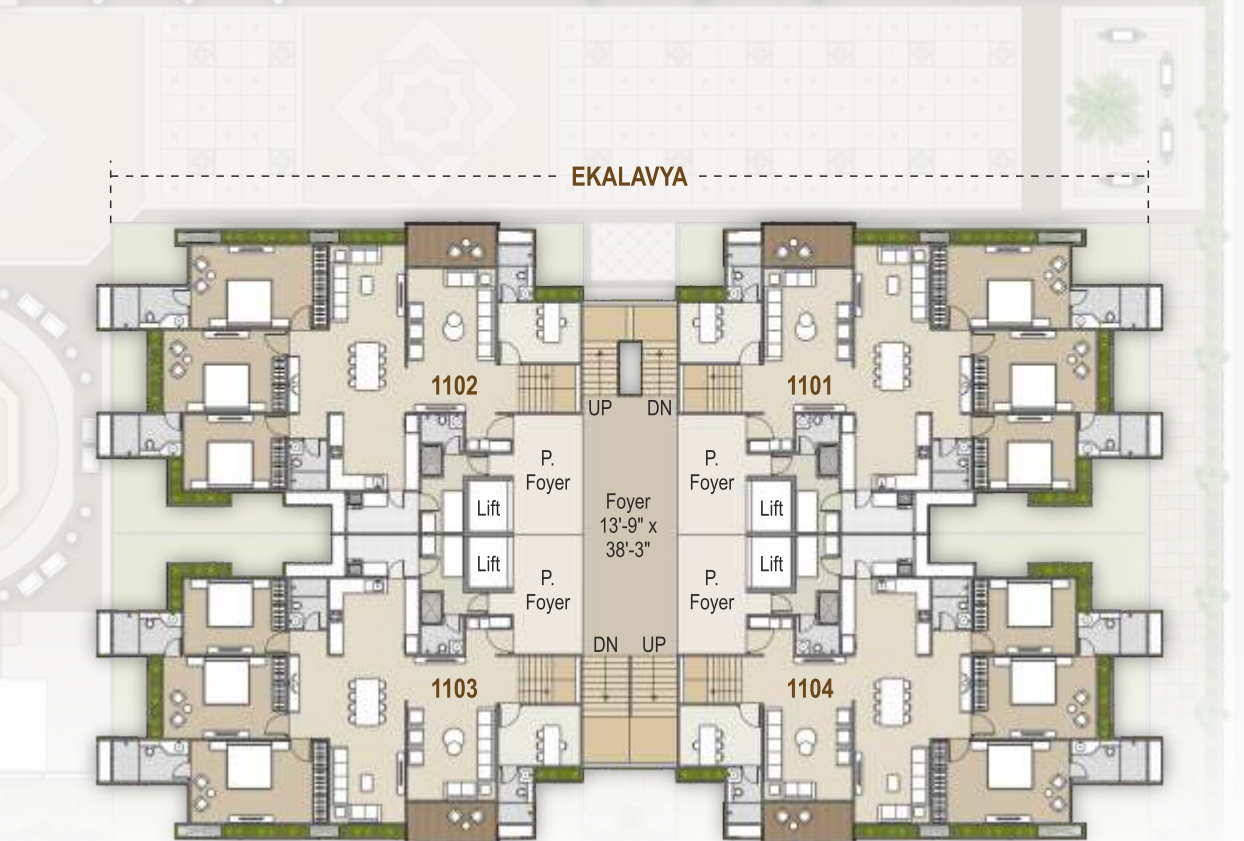 EKALAVYA
1102
1101
UP
DN
P.
Foyer
P.
Foyer
Lift
Foyer
13'-9" x
38'-3"
Lift
Lift
Lift
P.
Foyer
P.
Foyer
DN
UP
1103
1104